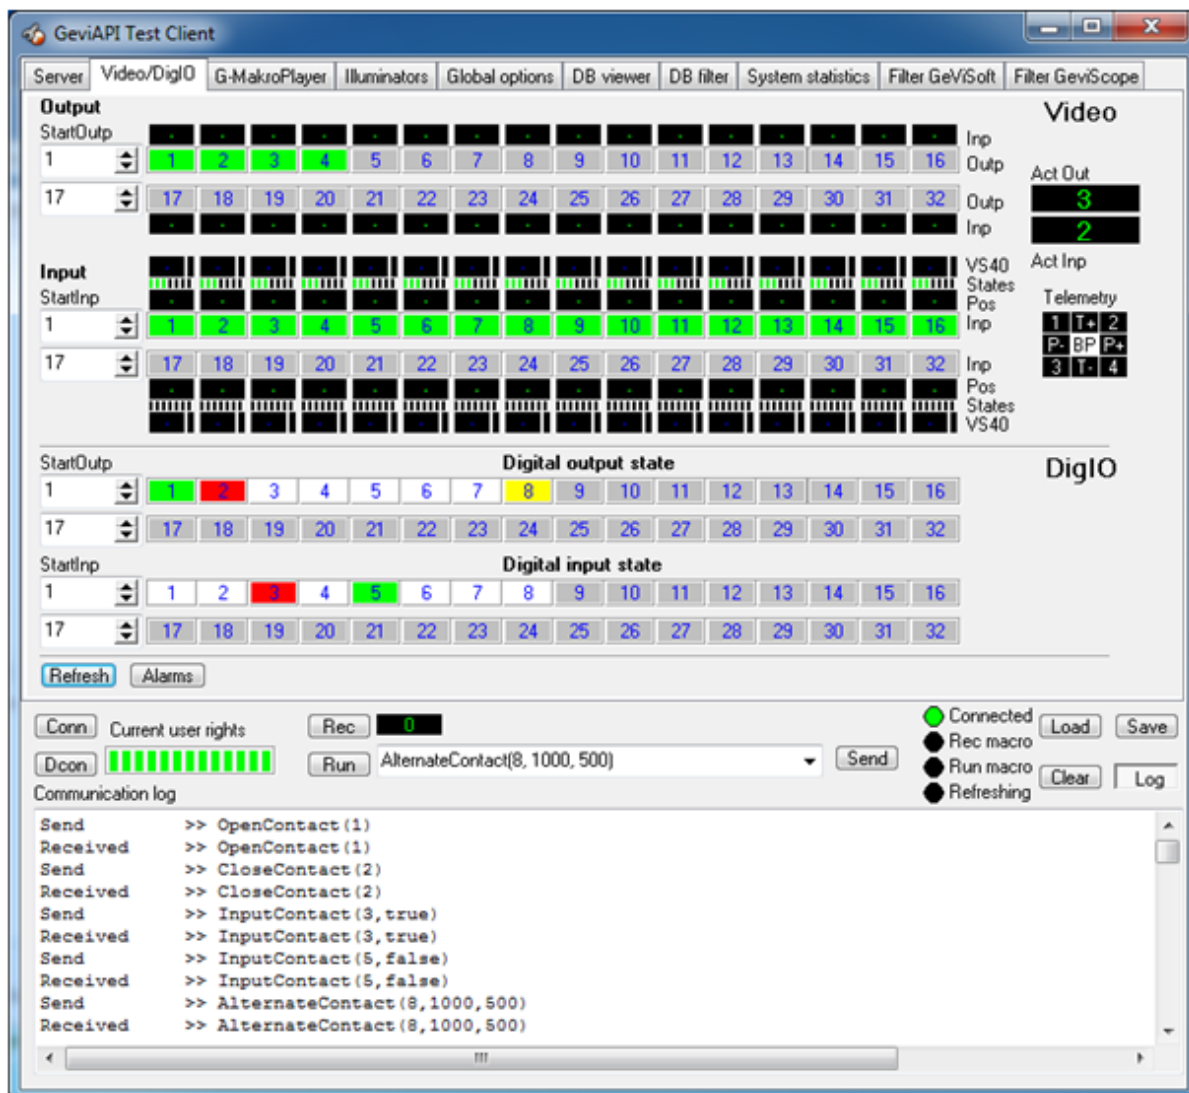 GeviAPI Test Client
Server Video/DigIO G-MakroPlayer Illuminators Global options DB viewer DB filter System statistics Filter GeViSoft Filter GeviScope
Output
Video
StartOutp
Inp
1 1 2 3 4 5 6 7 8 9 10 11 12 13 14 15 16 Outp
Act Out
17 17 18 19 20 21 22 23 24 25 26 27 28 29 30 31 32 Outp
3
Inp
2
Input
VS40
Act Inp
States
StartInp
Pos
Telemetry
1 1 2 3 4 5 6 7 8 9 10 11 12 13 14 15 16 Inp
1 T+ 2
P- BP P+
17 17 18 19 20 21 22 23 24 25 26 27 28 29 30 31 32 Inp
3 T- 4
Pos
States
VS40
StartOutp Digital output state
DigIO
1 1 2 3 4 5 6 7 8 9 10 11 12 13 14 15 16
17 17 18 19 20 21 22 23 24 25 26 27 28 29 30 31 32
StartInp Digital input state
1 1 2 3 4 5 6 7 8 9 10 11 12 13 14 15 16
17 17 18 19 20 21 22 23 24 25 26 27 28 29 30 31 32
Refresh Alarms
Conn Current user rights Rec 0 Connected Load Save
Rec macro
Dcon Run AlternateContact(8, 1000, 500) Send Run macro Clear Log
Communication log Refreshing
Send >> OpenContact(1)
Received >> OpenContact(1)
Send >> CloseContact(2)
Received >> CloseContact(2)
Send >> InputContact(3,true)
Received >> InputContact(3,true)
Send >> InputContact(5,false)
Received >> InputContact(5,false)
Send >> AlternateContact(8,1000,500)
Received >> AlternateContact(8,1000,500)